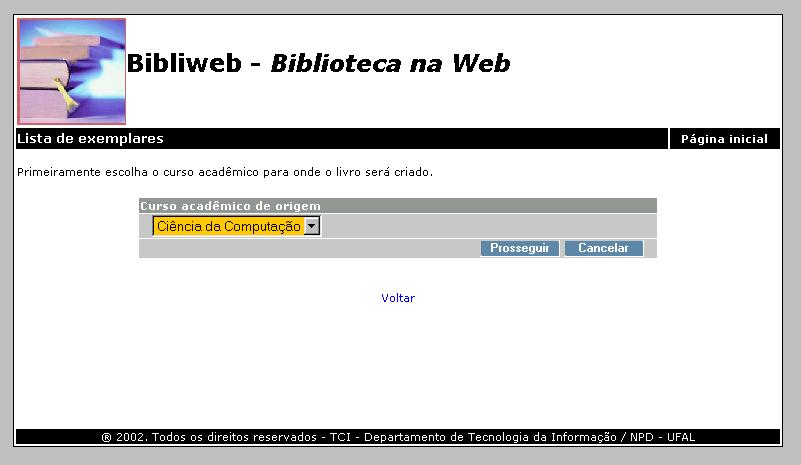 Bibliweb - Biblioteca na Web
Lista de exemplares
Página inicial
Primeiramente escolha o curso acadêmico para onde o livro será criado.
Curso acadêmico de origem
Ciência da Computação
Prosseguir
Cancelar
Voltar
® 2002. Todos os direitos reservados - TCI - Departamento de Tecnologia da Informação / NPD - UFAL